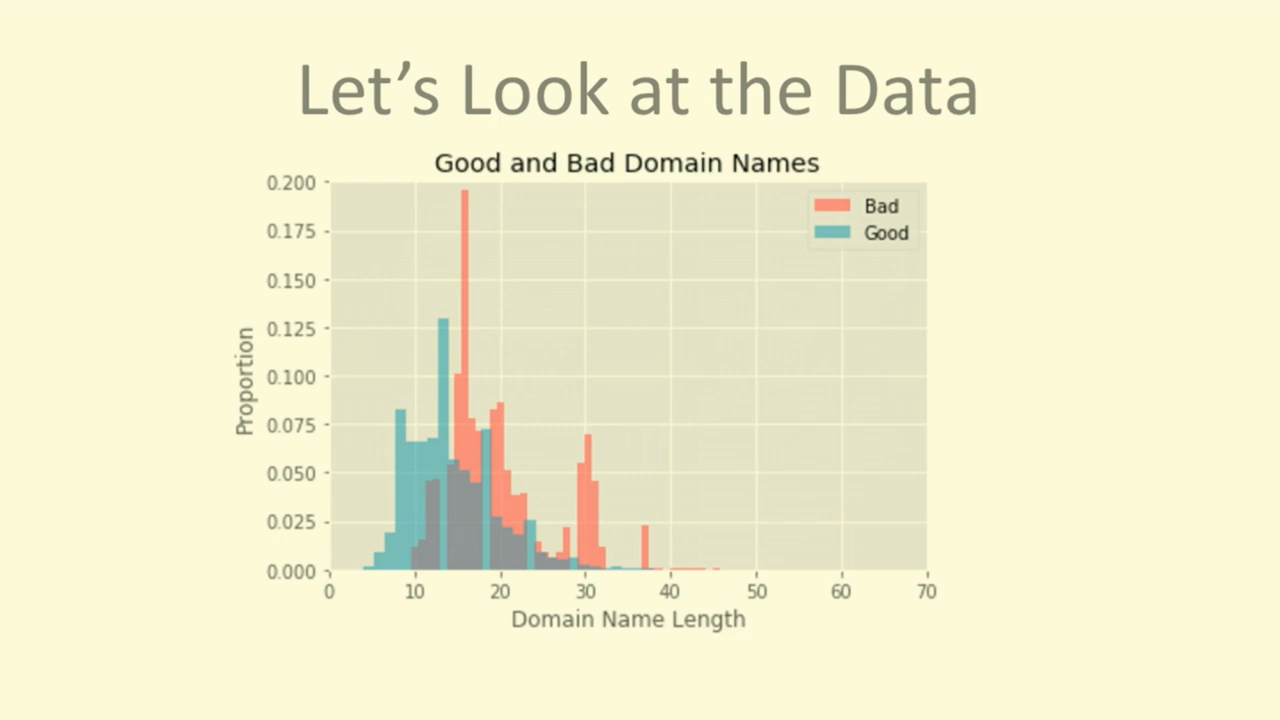 Let’s Look at the Data
Good and Bad Domain Names
0.200
0.175
0.150
0.125
0.100
0.075
0.050
0.025
0.000
Proportion
Bad
Good
0 10 20 30 40 50 60 70
Domain Name Length